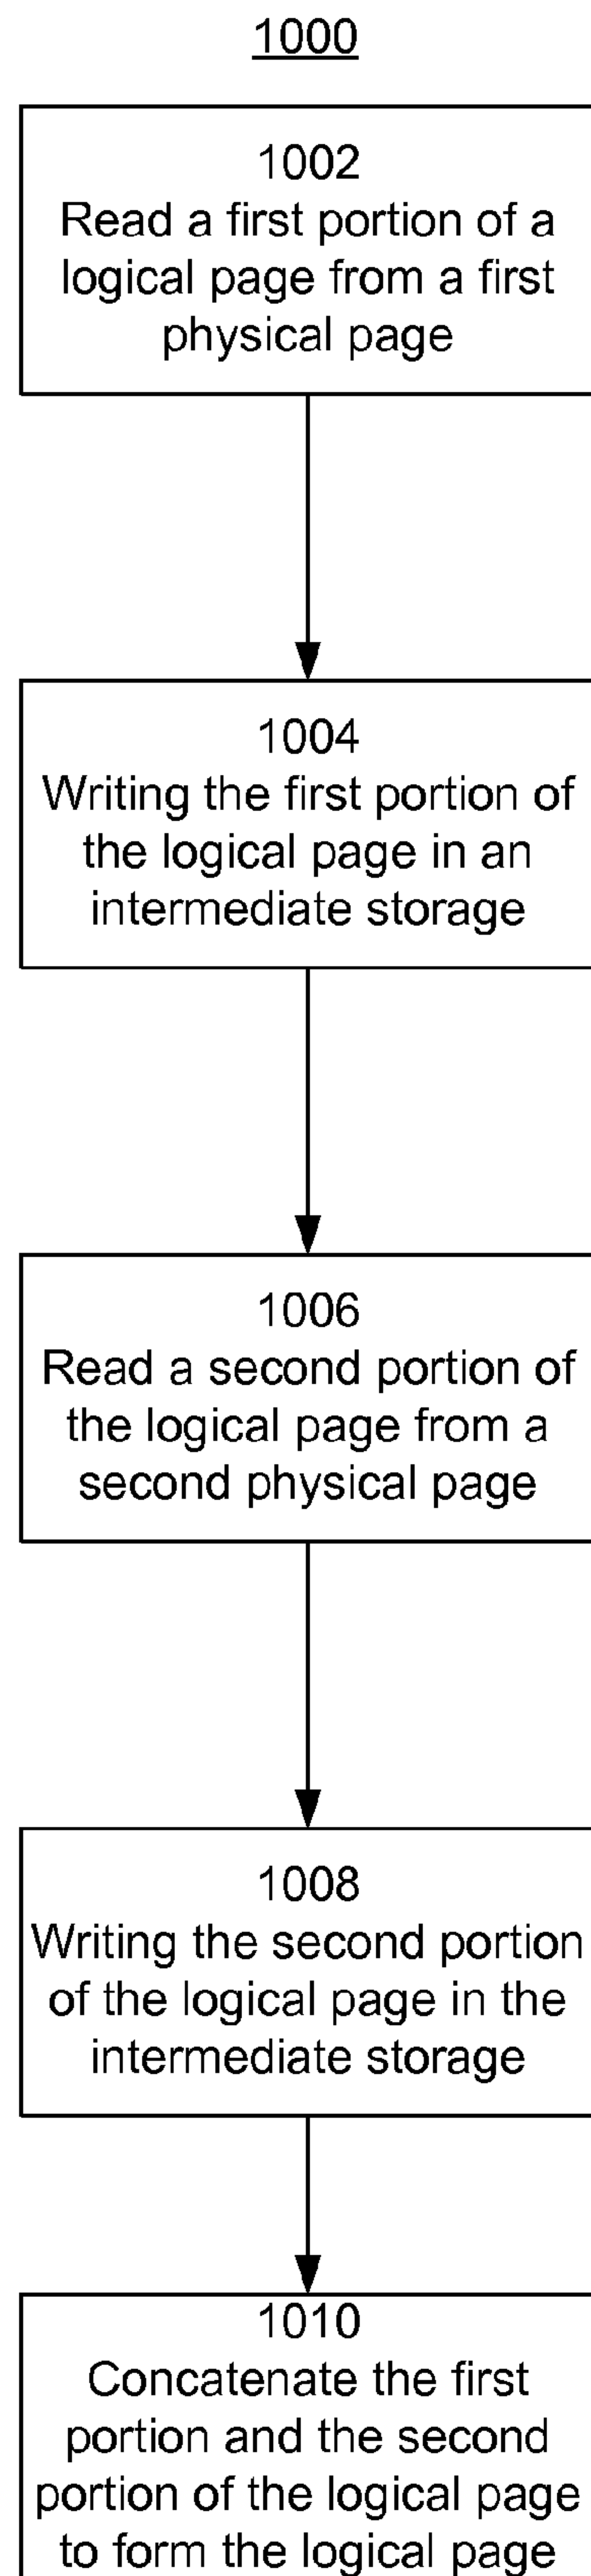 1000
1002
Read a first portion of a
logical page from a first
physical page
1004
Writing the first portion of
the logical page in an
intermediate storage
1006
Read a second portion of
the logical page from a
second physical page
1008
Writing the second portion
of the logical page in the
intermediate storage
1010
Concatenate the first
portion and the second
portion of the logical page
to form the logical page